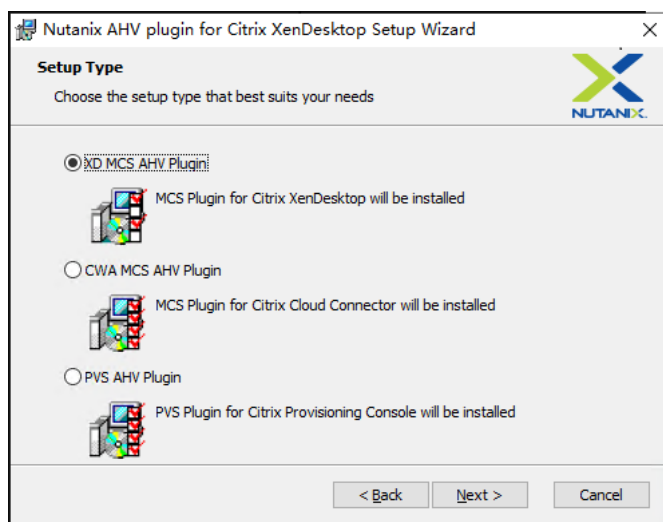 Nutanix AHV plugin for Citrix XenDesktop Setup Wizard
Setup Type
Choose the setup type that best suits your needs
NUTANIX.
XD MCS AHV Plugin
MCS Plugin for Citrix XenDesktop will be installed
CWA MCS AHV Plugin
MCS Plugin for Citrix Cloud Connector will be installed
PVS AHV Plugin
PVS Plugin for Citrix Provisioning Console will be installed
< Back Next > Cancel